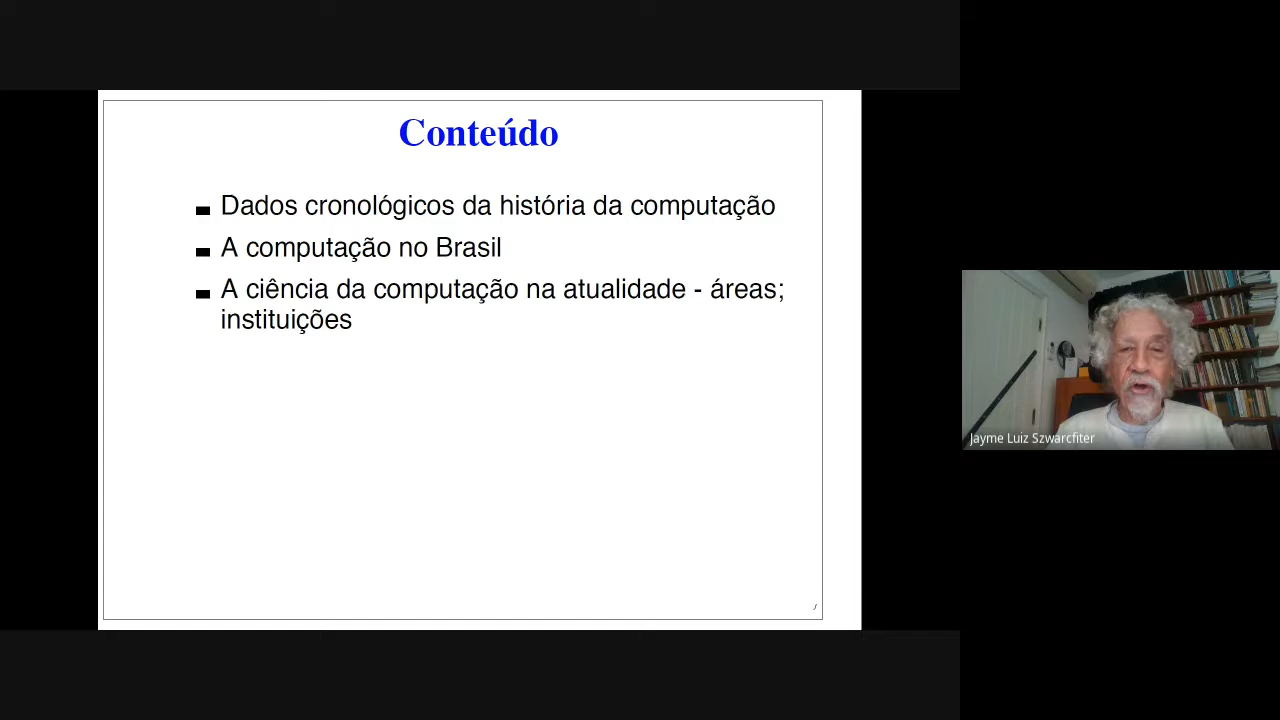 Conteúdo
Dados cronológicos da história da computação
A computação no Brasil
A ciência da computação na atualidade - áreas;
instituições
Jayme Luiz Szwarcfiter